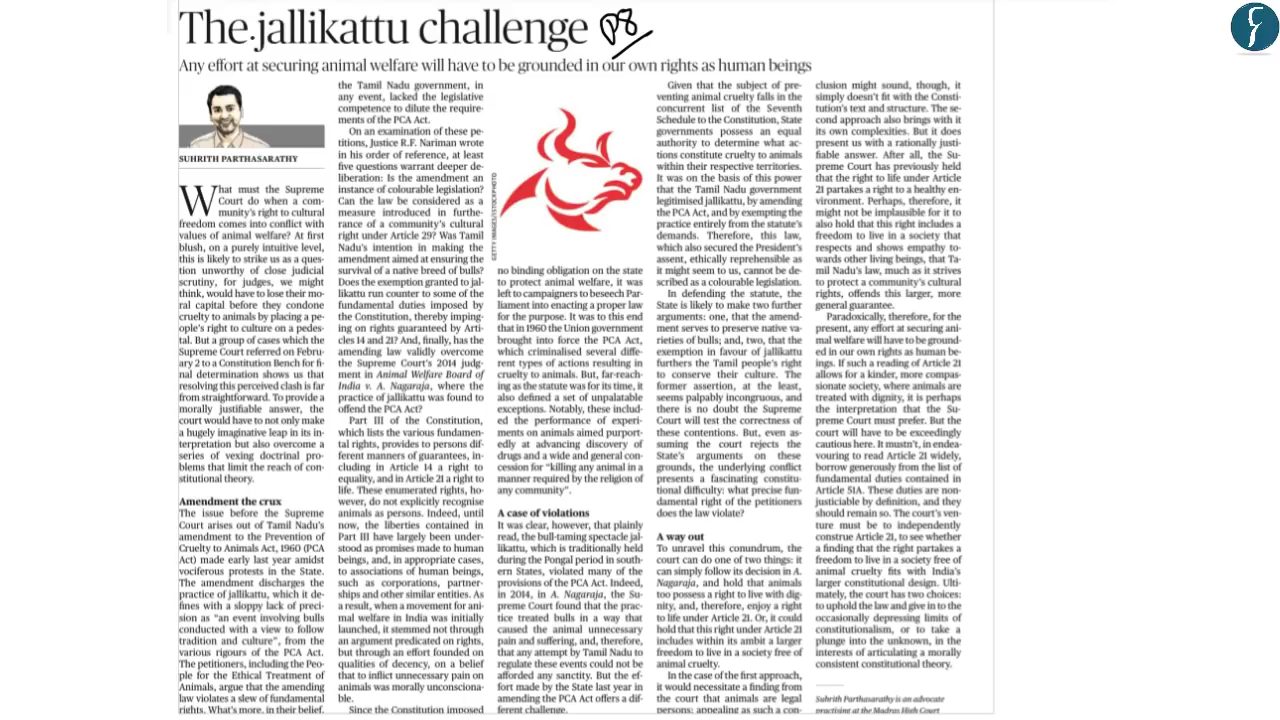 The jallikattu challenge P8
Any effort at securing animal welfare will have to be grounded in our own rights as human beings
SUHRITH PARTHASARATHY
What must the Supreme
Court do when a com-
munity's right to cultural
freedom comes into conflict with
values of animal welfare? At first
blush, on a purely intuitive level,
this is likely to strike us as a ques-
tion unworthy of close judicial
scrutiny, for judges, we might
think, would have to lose their mo-
ral capital before they condone
cruelty to animals by placing a peo-
ple's right to culture on a pedes-
tal. But a group of cases which the
Supreme Court referred on Febru-
ary 2 to a Constitution Bench for fi-
nal determination shows us that
resolving this perceived clash is far
from straightforward. To provide a
morally justifiable answer, the
court would have to not only make
a hugely imaginative leap in its in-
terpretation but also overcome a
series of vexing doctrinal pro-
blems that limit the reach of con-
stitutional theory.
Amendment the crux
The issue before the Supreme
Court arises out of Tamil Nadu's
amendment to the Prevention of
Cruelty to Animals Act, 1960 (PCA
Act) made early last year amidst
vociferous protests in the State.
The amendment discharges the
practice of jallikattu, which it de-
fines with a sloppy lack of preci-
sion as “an event involving bulls
conducted with a view to follow
tradition and culture”, from the
various rigours of the PCA Act.
The petitioners, including the Peo-
ple for the Ethical Treatment of
Animals, argue that the amending
law violates a slew of fundamental
rights. What's more, in their belief,
the Tamil Nadu government, in
any event, lacked the legislative
competence to dilute the require-
ments of the PCA Act.
On an examination of these pe-
titions, Justice R.F. Nariman wrote
in his order of reference, at least
five questions warrant deeper de-
liberation: Is the amendment an
instance of colourable legislation?
Can the law be considered as a
measure introduced in furthe-
rance of a community's cultural
right under Article 29? Was Tamil
Nadu's intention in making the
amendment aimed at ensuring the
survival of a native breed of bulls?
Does the exemption granted to jal-
likattu run counter to some of the
fundamental duties imposed by
the Constitution, thereby imping-
ing on rights guaranteed by Arti-
cles 14 and 21? And, finally, has the
amending law validly overcome
the Supreme Court's 2014 judg-
ment in Animal Welfare Board of
India v. A. Nagaraja, where the
practice of jallikattu was found to
offend the PCA Act?
Part III of the Constitution,
which lists the various fundamen-
tal rights, provides to persons dif-
ferent manners of guarantees, in-
cluding in Article 14 a right to
equality, and in Article 21 a right to
life. These enumerated rights, ho-
wever, do not explicitly recognise
animals as persons. Indeed, until
now, the liberties contained in
Part III have largely been under-
stood as promises made to human
beings, and, in appropriate cases,
to associations of human beings,
such as corporations, partner-
ships and other similar entities. As
a result, when a movement for ani-
mal welfare in India was initially
launched, it stemmed not through
an argument predicated on rights,
but through an effort founded on
qualities of decency, on a belief
that to inflict unnecessary pain on
animals was morally unconsciona-
ble.
Since the Constitution imposed
GETTY IMAGES/ISTOCKPHOTO
no binding obligation on the state
to protect animal welfare, it was
left to campaigners to beseech Par-
liament into enacting a proper law
for the purpose. It was to this end
that in 1960 the Union government
brought into force the PCA Act,
which criminalised several diffe-
rent types of actions resulting in
cruelty to animals. But, far-reach-
ing as the statute was for its time, it
also defined a set of unpalatable
exceptions. Notably, these includ-
ed the performance of experi-
ments on animals aimed purport-
edly at advancing discovery of
drugs and a wide and general con-
cession for “killing any animal in a
manner required by the religion of
any community”.
A case of violations
It was clear, however, that plainly
read, the bull-taming spectacle jal-
likattu, which is traditionally held
during the Pongal period in south-
ern States, violated many of the
provisions of the PCA Act. Indeed,
in 2014, in A. Nagaraja, the Su-
preme Court found that the prac-
tice treated bulls in a way that
caused the animal unnecessary
pain and suffering, and, therefore,
that any attempt by Tamil Nadu to
regulate these events could not be
afforded any sanctity. But the ef-
fort made by the State last year in
amending the PCA Act offers a dif-
ferent challenge.
Given that the subject of pre-
venting animal cruelty falls in the
concurrent list of the Seventh
Schedule to the Constitution, State
governments possess an equal
authority to determine what ac-
tions constitute cruelty to animals
within their respective territories.
It was on the basis of this power
that the Tamil Nadu government
legitimised jallikattu, by amending
the PCA Act, and by exempting the
practice entirely from the statute's
demands. Therefore, this law,
which also secured the President's
assent, ethically reprehensible as
it might seem to us, cannot be de-
scribed as a colourable legislation.
In defending the statute, the
State is likely to make two further
arguments: one, that the amend-
ment serves to preserve native va-
rieties of bulls; and, two, that the
exemption in favour of jallikattu
furthers the Tamil people's right
to conserve their culture. The
former assertion, at the least,
seems palpably incongruous, and
there is no doubt the Supreme
Court will test the correctness of
these contentions. But, even as-
suming the court rejects the
State's arguments on these
grounds, the underlying conflict
presents a fascinating constitu-
tional difficulty: what precise fun-
damental right of the petitioners
does the law violate?
A way out
To unravel this conundrum, the
court can do one of two things: it
can simply follow its decision in A.
Nagaraja, and hold that animals
too possess a right to live with dig-
nity, and, therefore, enjoy a right
to life under Article 21. Or, it could
hold that this right under Article 21
includes within its ambit a larger
freedom to live in a society free of
animal cruelty.
In the case of the first approach,
it would necessitate a finding from
the court that animals are legal
persons: appealing as such a con-
clusion might sound, though, it
simply doesn't fit with the Consti-
tution's text and structure. The se-
cond approach also brings with it
its own complexities. But it does
present us with a rationally justi-
fiable answer. After all, the Su-
preme Court has previously held
that the right to life under Article
21 partakes a right to a healthy en-
vironment. Perhaps, therefore, it
might not be implausible for it to
also hold that this right includes a
freedom to live in a society that
respects and shows empathy to-
wards other living beings, that Ta-
mil Nadu's law, much as it strives
to protect a community's cultural
rights, offends this larger, more
general guarantee.
Paradoxically, therefore, for the
present, any effort at securing ani-
mal welfare will have to be ground-
ed in our own rights as human be-
ings. If such a reading of Article 21
allows for a kinder, more compas-
sionate society, where animals are
treated with dignity, it is perhaps
the interpretation that the Su-
preme Court must prefer. But the
court will have to be exceedingly
cautious here. It mustn't, in endea-
vouring to read Article 21 widely,
borrow generously from the list of
fundamental duties contained in
Article 51A. These duties are non-
justiciable by definition, and they
should remain so. The court's ven-
ture must be to independently
construe Article 21, to see whether
a finding that the right partakes a
freedom to live in a society free of
animal cruelty fits with India's
larger constitutional design. Ulti-
mately, the court has two choices:
to uphold the law and give in to the
occasionally depressing limits of
constitutionalism, or to take a
plunge into the unknown, in the
interests of articulating a morally
consistent constitutional theory.
Suhrith Parthasarathy is an advocate
practising at the Madras High Court